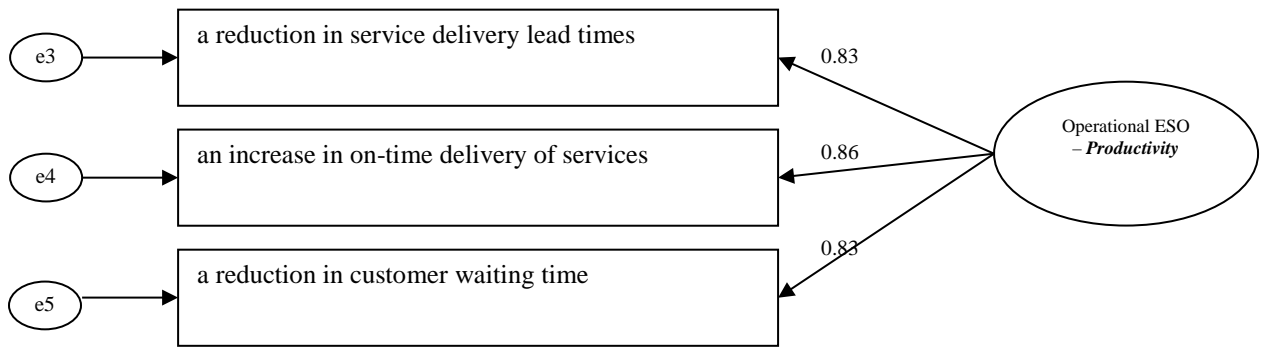 e3
a reduction in service delivery lead times
0.83
Operational ESO
– Productivity
e4
an increase in on-time delivery of services
0.86
e5
a reduction in customer waiting time
0.83